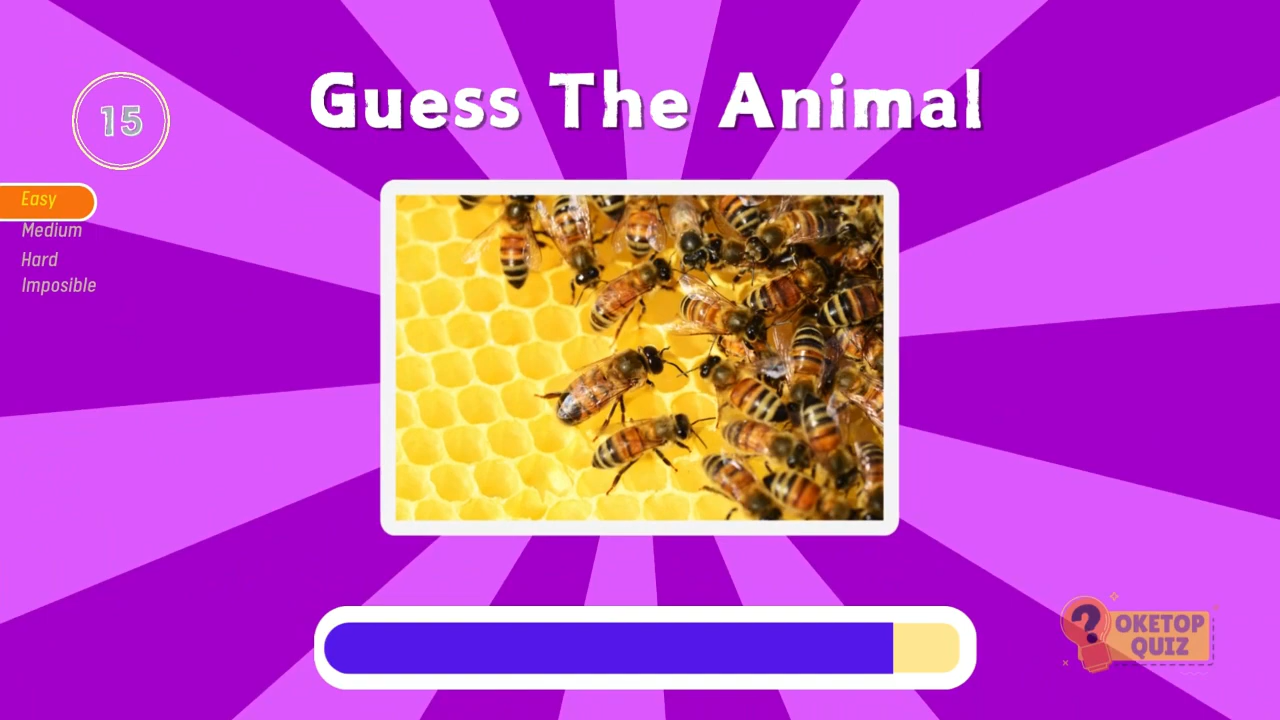 Guess The Animal
15
Easy
Medium
Hard
Imposible
?
OKETOP
QUIZ